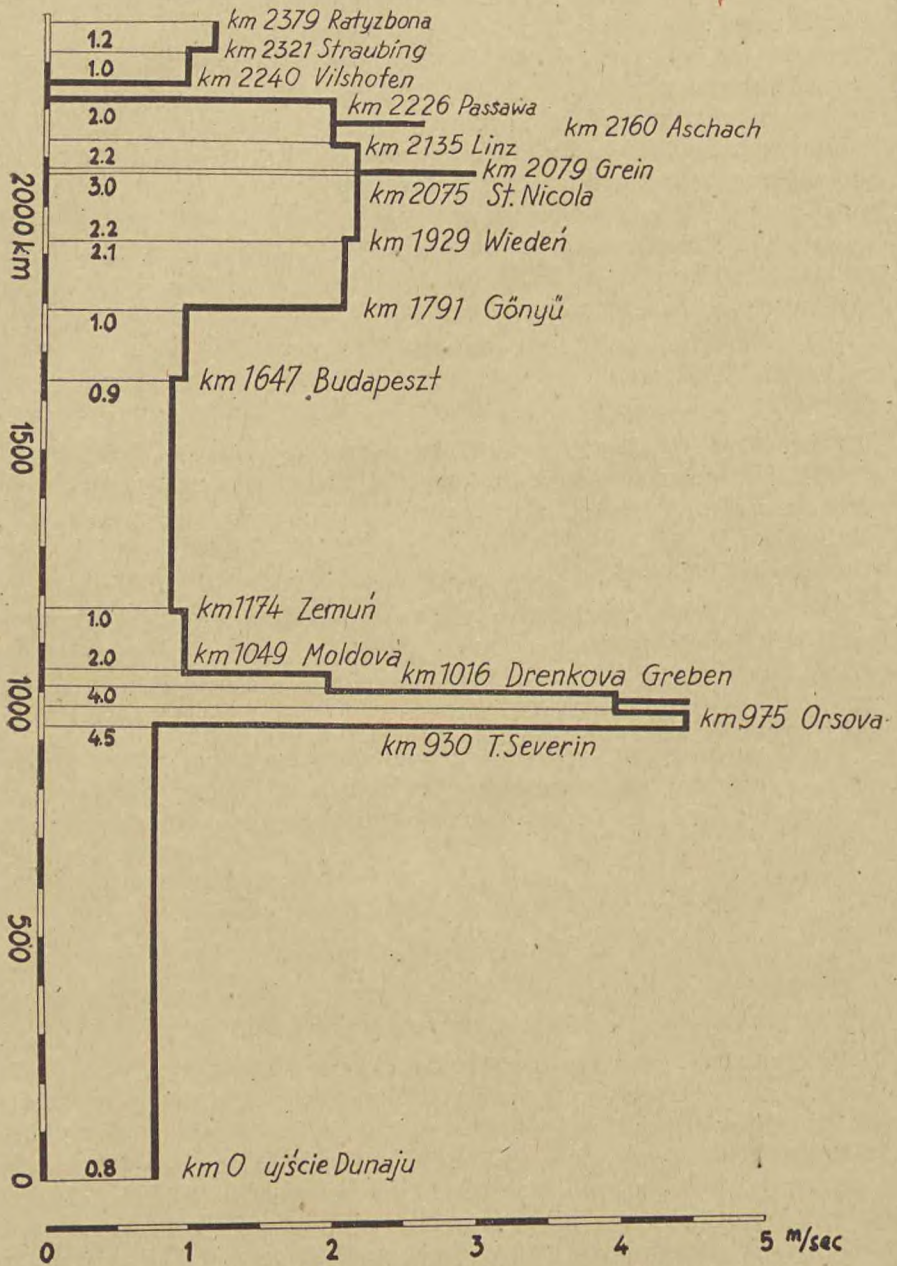 km 2379 Ratyzbona
1.2
km 2321 Straubing
1.0
km 2240 Vilshofen
km 2226 Passawa
2.0
km 2160 Aschach
km 2135 Linz
2.2
km 2079 Grein
3.0
km 2075 St. Nicola
2000 km
2.2
km 1929 Wiedeń
2.1
km 1791 Gőnyű
1.0
km 1647 Budapeszt
0.9
1500
km 1174 Zemuń
1.0
km 1049 Moldova
2.0
km 1016 Drenkova Greben
4.0
1000
km 975 Orsova
4.5
km 930 T.Severin
500
0
0.8
km 0 ujście Dunaju
0 1 2 3 4 5 m/sec